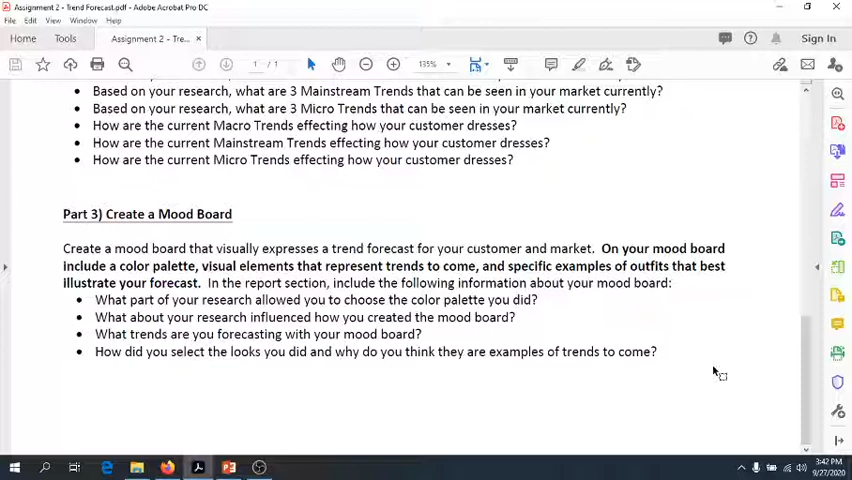 Assignment 2 - Trend Forecast.pdf - Adobe Acrobat Pro DC
File Edit View Window Help
Home Tools Assignment 2 - Tre... × Sign In
1 / 1 135%
• Based on your research, what are 3 Mainstream Trends that can be seen in your market currently?
• Based on your research, what are 3 Micro Trends that can be seen in your market currently?
• How are the current Macro Trends effecting how your customer dresses?
• How are the current Mainstream Trends effecting how your customer dresses?
• How are the current Micro Trends effecting how your customer dresses?
Part 3) Create a Mood Board
Create a mood board that visually expresses a trend forecast for your customer and market. On your mood board
include a color palette, visual elements that represent trends to come, and specific examples of outfits that best
illustrate your forecast. In the report section, include the following information about your mood board:
• What part of your research allowed you to choose the color palette you did?
• What about your research influenced how you created the mood board?
• What trends are you forecasting with your mood board?
• How did you select the looks you did and why do you think they are examples of trends to come?
3:42 PM
9/27/2020